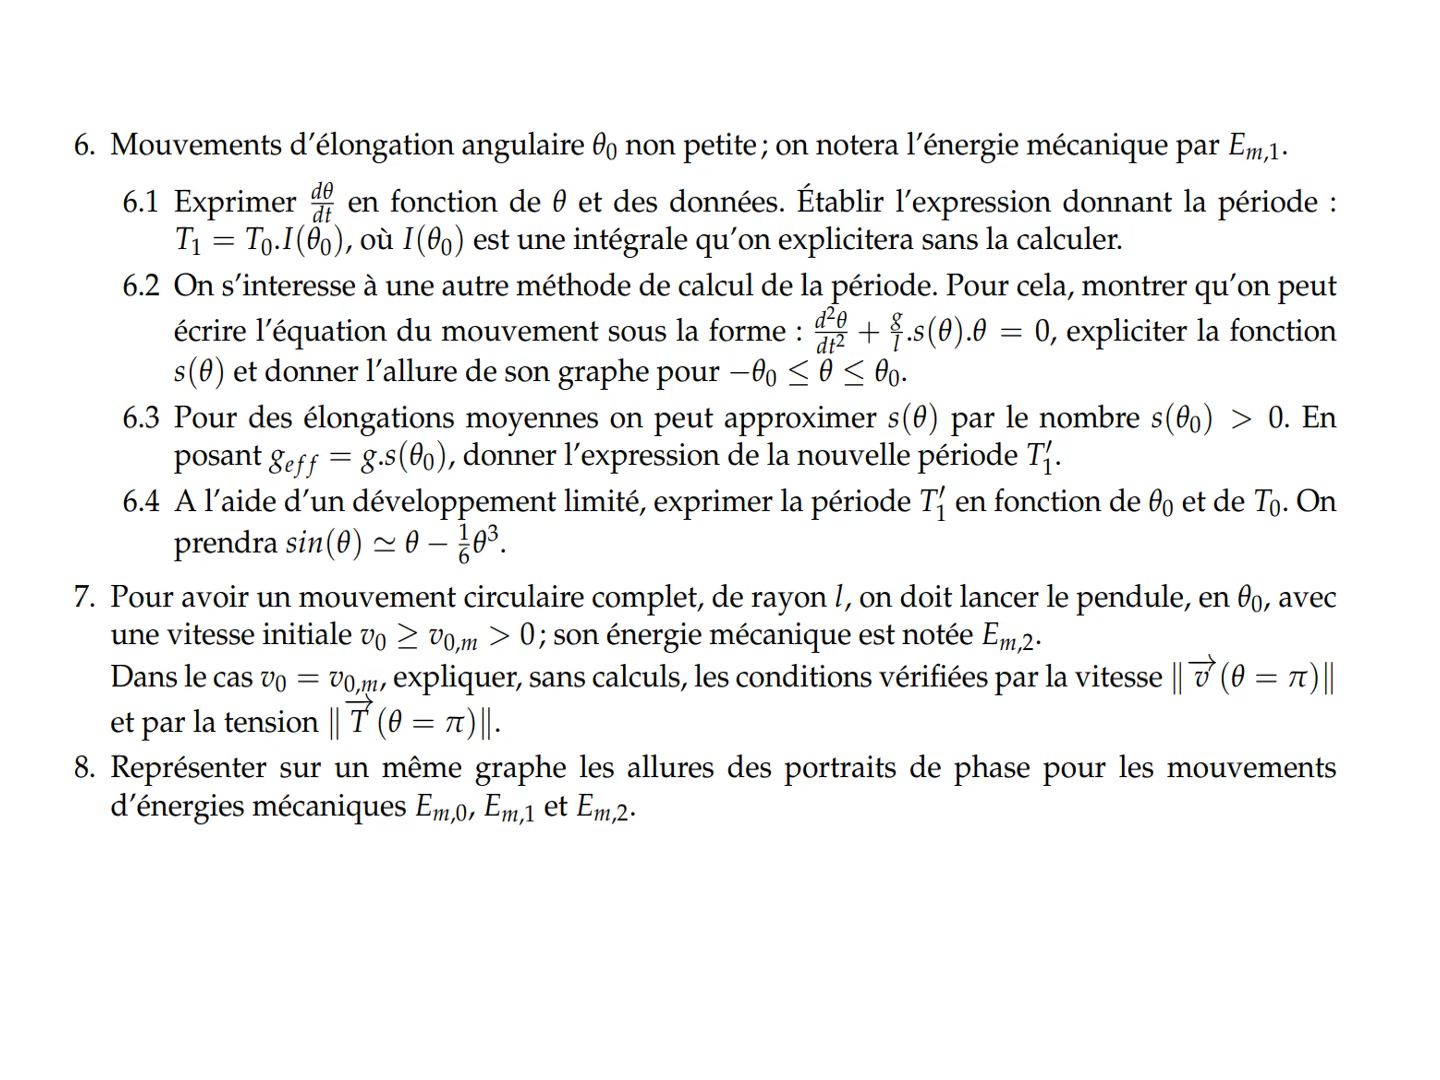 6. Mouvements d'élongation angulaire θ₀ non petite ; on notera l'énergie mécanique par E_{m,1}.
6.1 Exprimer \frac{dθ}{dt} en fonction de θ et des données. Établir l'expression donnant la période :
T₁ = T₀.I(θ₀), où I(θ₀) est une intégrale qu'on explicitera sans la calculer.
6.2 On s'interesse à une autre méthode de calcul de la période. Pour cela, montrer qu'on peut
écrire l'équation du mouvement sous la forme : \frac{d²θ}{dt²} + \frac{g}{l}.s(θ).θ = 0, expliciter la fonction
s(θ) et donner l'allure de son graphe pour −θ₀ ≤ θ ≤ θ₀.
6.3 Pour des élongations moyennes on peut approximer s(θ) par le nombre s(θ₀) > 0. En
posant g_{eff} = g.s(θ₀), donner l'expression de la nouvelle période T′₁.
6.4 A l'aide d'un développement limité, exprimer la période T′₁ en fonction de θ₀ et de T₀. On
prendra sin(θ) ≃ θ − \frac{1}{6}θ³.
7. Pour avoir un mouvement circulaire complet, de rayon l, on doit lancer le pendule, en θ₀, avec
une vitesse initiale v₀ ≥ v_{0,m} > 0 ; son énergie mécanique est notée E_{m,2}.
Dans le cas v₀ = v_{0,m}, expliquer, sans calculs, les conditions vérifiées par la vitesse ‖\overrightarrow{v}(θ = π)‖
et par la tension ‖\overrightarrow{T}(θ = π)‖.
8. Représenter sur un même graphe les allures des portraits de phase pour les mouvements
d'énergies mécaniques E_{m,0}, E_{m,1} et E_{m,2}.